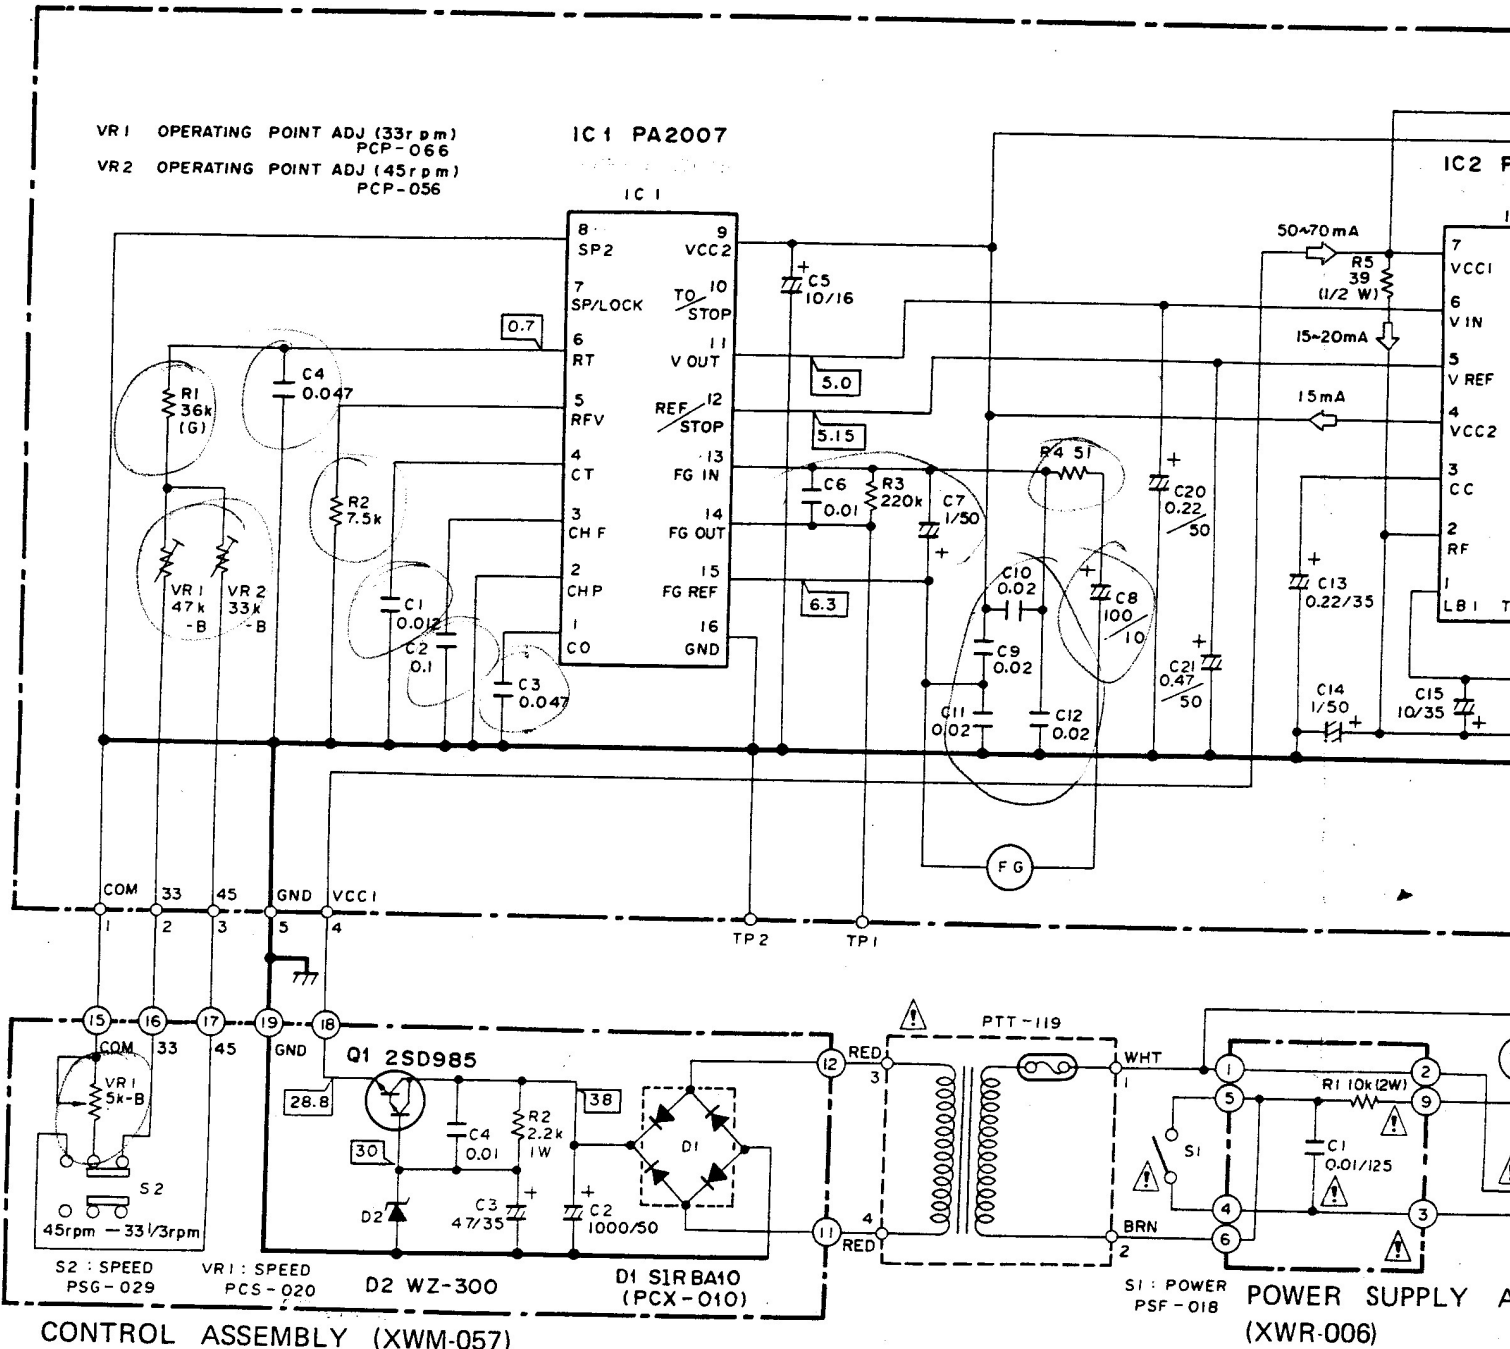 VR1 OPERATING POINT ADJ (33rpm)
PCP-066
VR2 OPERATING POINT ADJ (45rpm)
PCP-056
IC1 PA2007
IC 1
8
SP2
7
SP/LOCK
6
RT
5
RFV
4
CT
3
CHF
2
CHP
1
CO
9
VCC2
10
TO/STOP
11
V OUT
12
REF/STOP
13
FG IN
14
FG OUT
15
FG REF
16
GND
0.7
R1
36k
(G)
C4
0.047
R2
7.5k
VR1
47k
-B
VR2
33k
-B
C1
0.012
C2
0.1
C3
0.047
+
C5
10/16
5.0
5.15
6.3
C6
0.01
R3
220k
C7
1/50
+
R4 51
+
C8
100/10
C10
0.02
C9
0.02
C11
0.02
C12
0.02
FG
+
C20
0.22/50
+
C21
0.47/50
50~70mA
R5
39
(1/2 W)
15~20mA
15mA
IC2 P
7
VCC1
6
VIN
5
V REF
4
VCC2
3
CC
2
RF
1
LB1 T
+
C13
0.22/35
C14
1/50
+
C15
10/35
+
COM 33 45 GND VCC1
1 2 3 5 4
TP2 TP1
15 16 17 19 18
COM 33 45 GND
VR1
5k-B
S2
45rpm — 33 1/3rpm
S2 : SPEED
PSG-029
VR1 : SPEED
PCS-020
Q1 2SD985
28.8
30
38
C4
0.01
R2
2.2k
1W
D2
C3
47/35
+
C2
1000/50
+
D1
D2 WZ-300
D1 S1RBA10
(PCX-010)
12
11
RED
3
4
RED
PTT-119
WHT
1
BRN
2
1
5
4
6
2
9
3
R1 10k(2W)
C1
0.01/125
S1
!
!
!
!
!
S1 : POWER
PSF-018
POWER SUPPLY A
(XWR-006)
CONTROL ASSEMBLY (XWM-057)